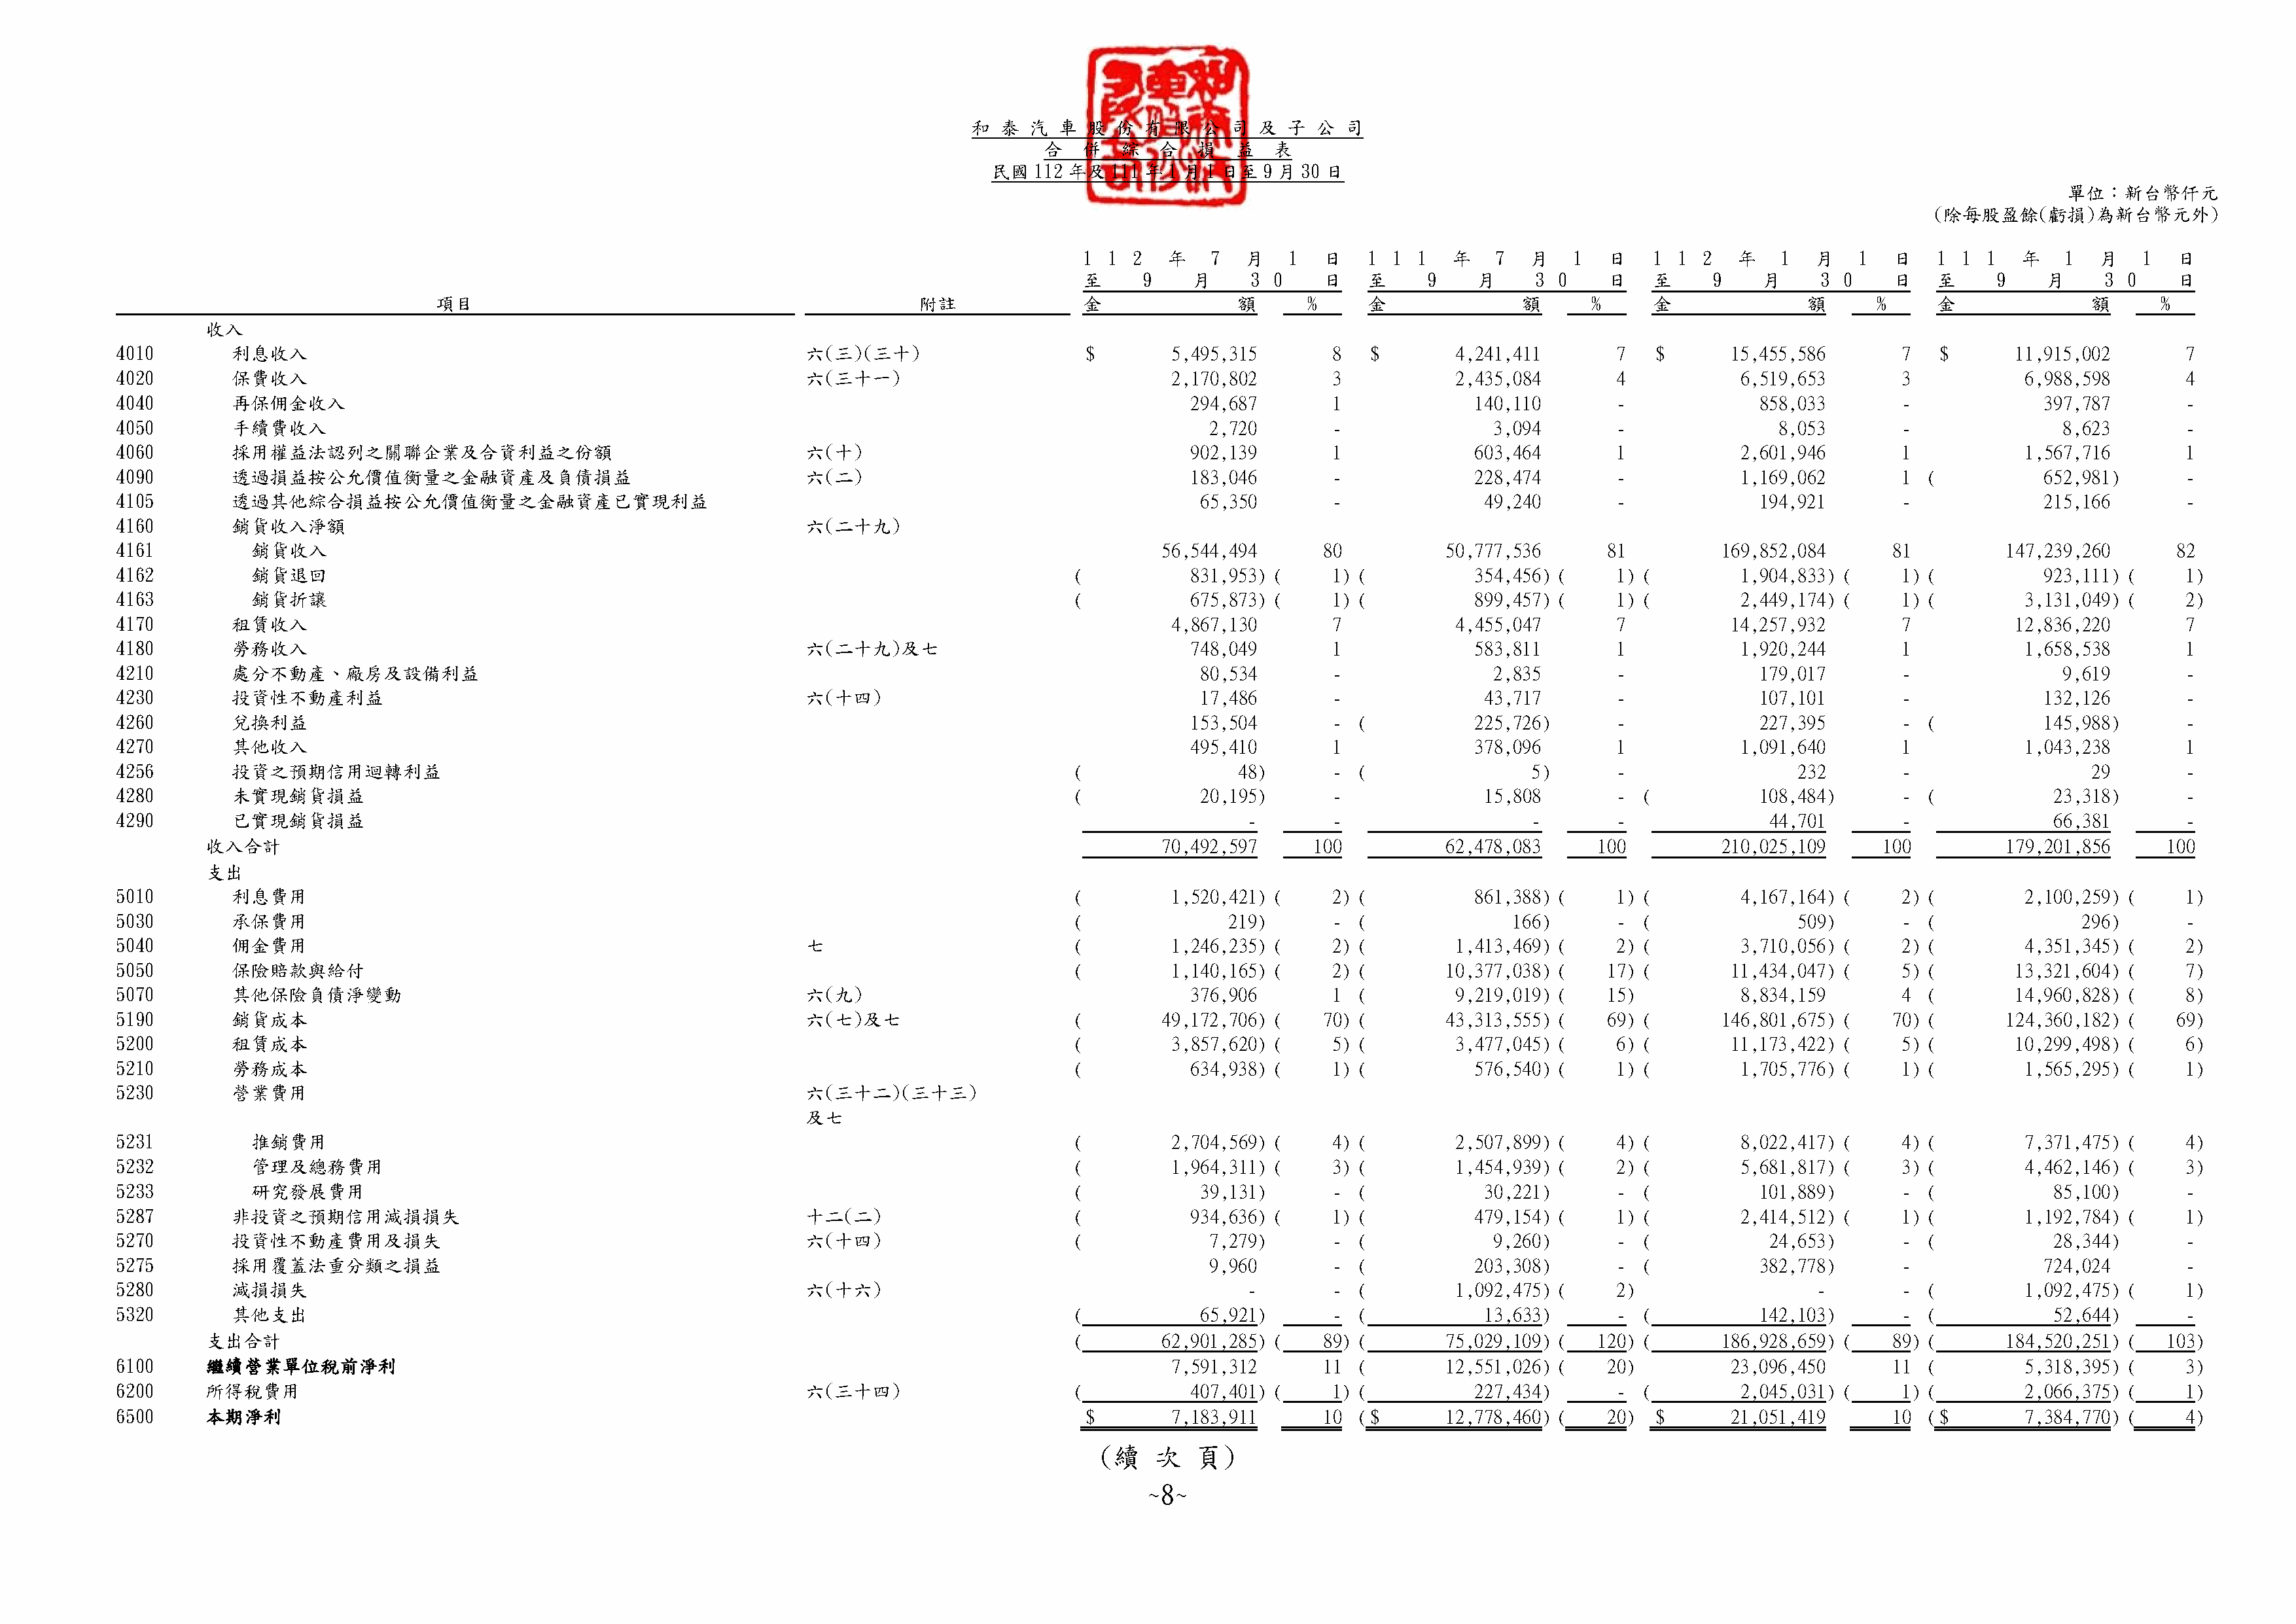 和泰汽車股份有限公司及子公司
合併綜合損益表
民國112年及111年1月1日至9月30日
單位：新台幣仟元
(除每股盈餘(虧損)為新台幣元外)
112年7月1日 111年7月1日 112年1月1日 111年1月1日
至9月30日 至9月30日 至9月30日 至9月30日
項目 附註 金額 % 金額 % 金額 % 金額 %
收入
4010 利息收入 六(三)(三十) $ 5,495,315 8 $ 4,241,411 7 $ 15,455,586 7 $ 11,915,002 7
4020 保費收入 六(三十一) 2,170,802 3 2,435,084 4 6,519,653 3 6,988,598 4
4040 再保佣金收入 294,687 1 140,110 - 858,033 - 397,787 -
4050 手續費收入 2,720 - 3,094 - 8,053 - 8,623 -
4060 採用權益法認列之關聯企業及合資利益之份額 六(十) 902,139 1 603,464 1 2,601,946 1 1,567,716 1
4090 透過損益按公允價值衡量之金融資產及負債損益 六(二) 183,046 - 228,474 - 1,169,062 1 ( 652,981) -
4105 透過其他綜合損益按公允價值衡量之金融資產已實現利益 65,350 - 49,240 - 194,921 - 215,166 -
4160 銷貨收入淨額 六(二十九)
4161 銷貨收入 56,544,494 80 50,777,536 81 169,852,084 81 147,239,260 82
4162 銷貨退回 ( 831,953) ( 1) ( 354,456) ( 1) ( 1,904,833) ( 1) ( 923,111) ( 1)
4163 銷貨折讓 ( 675,873) ( 1) ( 899,457) ( 1) ( 2,449,174) ( 1) ( 3,131,049) ( 2)
4170 租賃收入 4,867,130 7 4,455,047 7 14,257,932 7 12,836,220 7
4180 勞務收入 六(二十九)及七 748,049 1 583,811 1 1,920,244 1 1,658,538 1
4210 處分不動產、廠房及設備利益 80,534 - 2,835 - 179,017 - 9,619 -
4230 投資性不動產利益 六(十四) 17,486 - 43,717 - 107,101 - 132,126 -
4260 兌換利益 153,504 - ( 225,726) - 227,395 - ( 145,988) -
4270 其他收入 495,410 1 378,096 1 1,091,640 1 1,043,238 1
4256 投資之預期信用迴轉利益 ( 48) - ( 5) - 232 - 29 -
4280 未實現銷貨損益 ( 20,195) - 15,808 - ( 108,484) - ( 23,318) -
4290 已實現銷貨損益 - - - - 44,701 - 66,381 -
收入合計 70,492,597 100 62,478,083 100 210,025,109 100 179,201,856 100
支出
5010 利息費用 ( 1,520,421) ( 2) ( 861,388) ( 1) ( 4,167,164) ( 2) ( 2,100,259) ( 1)
5030 承保費用 ( 219) - ( 166) - ( 509) - ( 296) -
5040 佣金費用 七 ( 1,246,235) ( 2) ( 1,413,469) ( 2) ( 3,710,056) ( 2) ( 4,351,345) ( 2)
5050 保險賠款與給付 ( 1,140,165) ( 2) ( 10,377,038) ( 17) ( 11,434,047) ( 5) ( 13,321,604) ( 7)
5070 其他保險負債淨變動 六(九) 376,906 1 ( 9,219,019) ( 15) 8,834,159 4 ( 14,960,828) ( 8)
5190 銷貨成本 六(七)及七 ( 49,172,706) ( 70) ( 43,313,555) ( 69) ( 146,801,675) ( 70) ( 124,360,182) ( 69)
5200 租賃成本 ( 3,857,620) ( 5) ( 3,477,045) ( 6) ( 11,173,422) ( 5) ( 10,299,498) ( 6)
5210 勞務成本 ( 634,938) ( 1) ( 576,540) ( 1) ( 1,705,776) ( 1) ( 1,565,295) ( 1)
5230 營業費用 六(三十二)(三十三)
及七
5231 推銷費用 ( 2,704,569) ( 4) ( 2,507,899) ( 4) ( 8,022,417) ( 4) ( 7,371,475) ( 4)
5232 管理及總務費用 ( 1,964,311) ( 3) ( 1,454,939) ( 2) ( 5,681,817) ( 3) ( 4,462,146) ( 3)
5233 研究發展費用 ( 39,131) - ( 30,221) - ( 101,889) - ( 85,100) -
5287 非投資之預期信用減損損失 十二(二) ( 934,636) ( 1) ( 479,154) ( 1) ( 2,414,512) ( 1) ( 1,192,784) ( 1)
5270 投資性不動產費用及損失 六(十四) ( 7,279) - ( 9,260) - ( 24,653) - ( 28,344) -
5275 採用覆蓋法重分類之損益 9,960 - ( 203,308) - ( 382,778) - 724,024 -
5280 減損損失 六(十六) - - ( 1,092,475) ( 2) - - ( 1,092,475) ( 1)
5320 其他支出 ( 65,921) - ( 13,633) - ( 142,103) - ( 52,644) -
支出合計 ( 62,901,285) ( 89) ( 75,029,109) ( 120) ( 186,928,659) ( 89) ( 184,520,251) ( 103)
6100 繼續營業單位稅前淨利 7,591,312 11 ( 12,551,026) ( 20) 23,096,450 11 ( 5,318,395) ( 3)
6200 所得稅費用 六(三十四) ( 407,401) ( 1) ( 227,434) - ( 2,045,031) ( 1) ( 2,066,375) ( 1)
6500 本期淨利 $ 7,183,911 10 ($ 12,778,460) ( 20) $ 21,051,419 10 ($ 7,384,770) ( 4)
(續次頁)
~8~